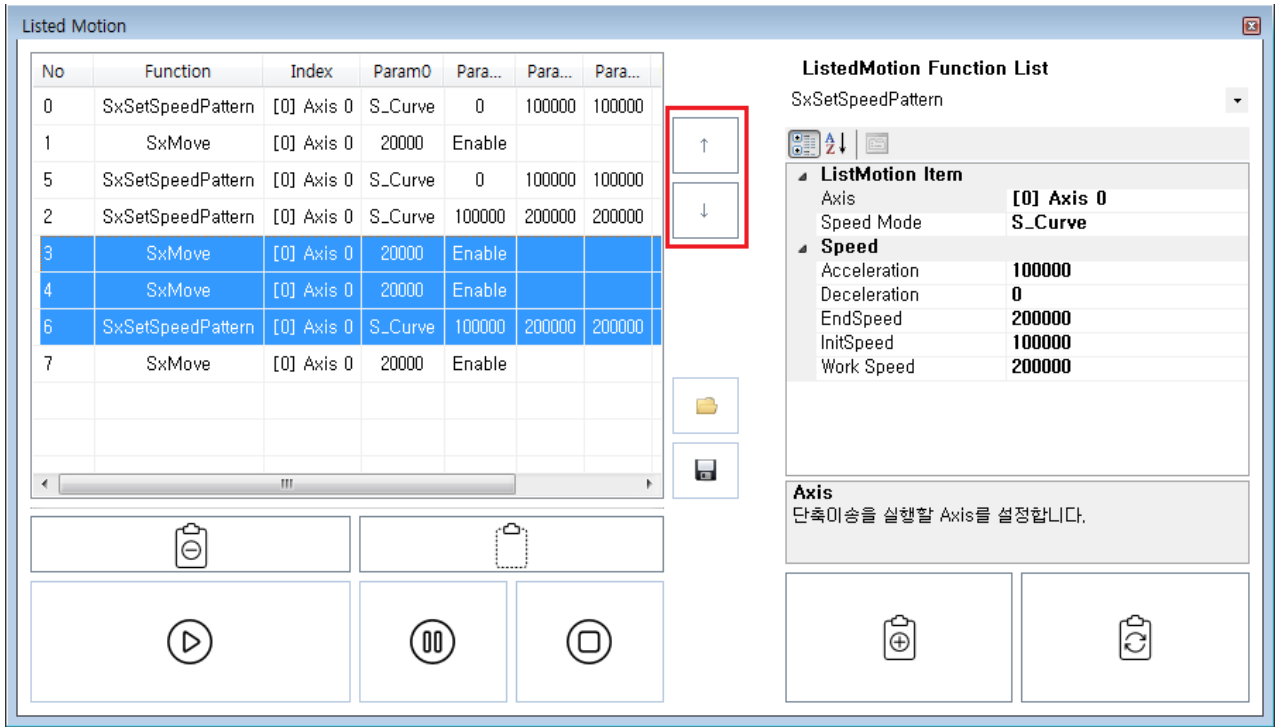 Listed Motion
No Function Index Param0 Para... Para... Para...
0 SxSetSpeedPattern [0] Axis 0 S_Curve 0 100000 100000
1 SxMove [0] Axis 0 20000 Enable
5 SxSetSpeedPattern [0] Axis 0 S_Curve 0 100000 100000
2 SxSetSpeedPattern [0] Axis 0 S_Curve 100000 200000 200000
3 SxMove [0] Axis 0 20000 Enable
4 SxMove [0] Axis 0 20000 Enable
6 SxSetSpeedPattern [0] Axis 0 S_Curve 100000 200000 200000
7 SxMove [0] Axis 0 20000 Enable
ListedMotion Function List
SxSetSpeedPattern
ListMotion Item
Axis [0] Axis 0
Speed Mode S_Curve
Speed
Acceleration 100000
Deceleration 0
EndSpeed 200000
InitSpeed 100000
Work Speed 200000
Axis
단축이송을 실행할 Axis를 설정합니다.